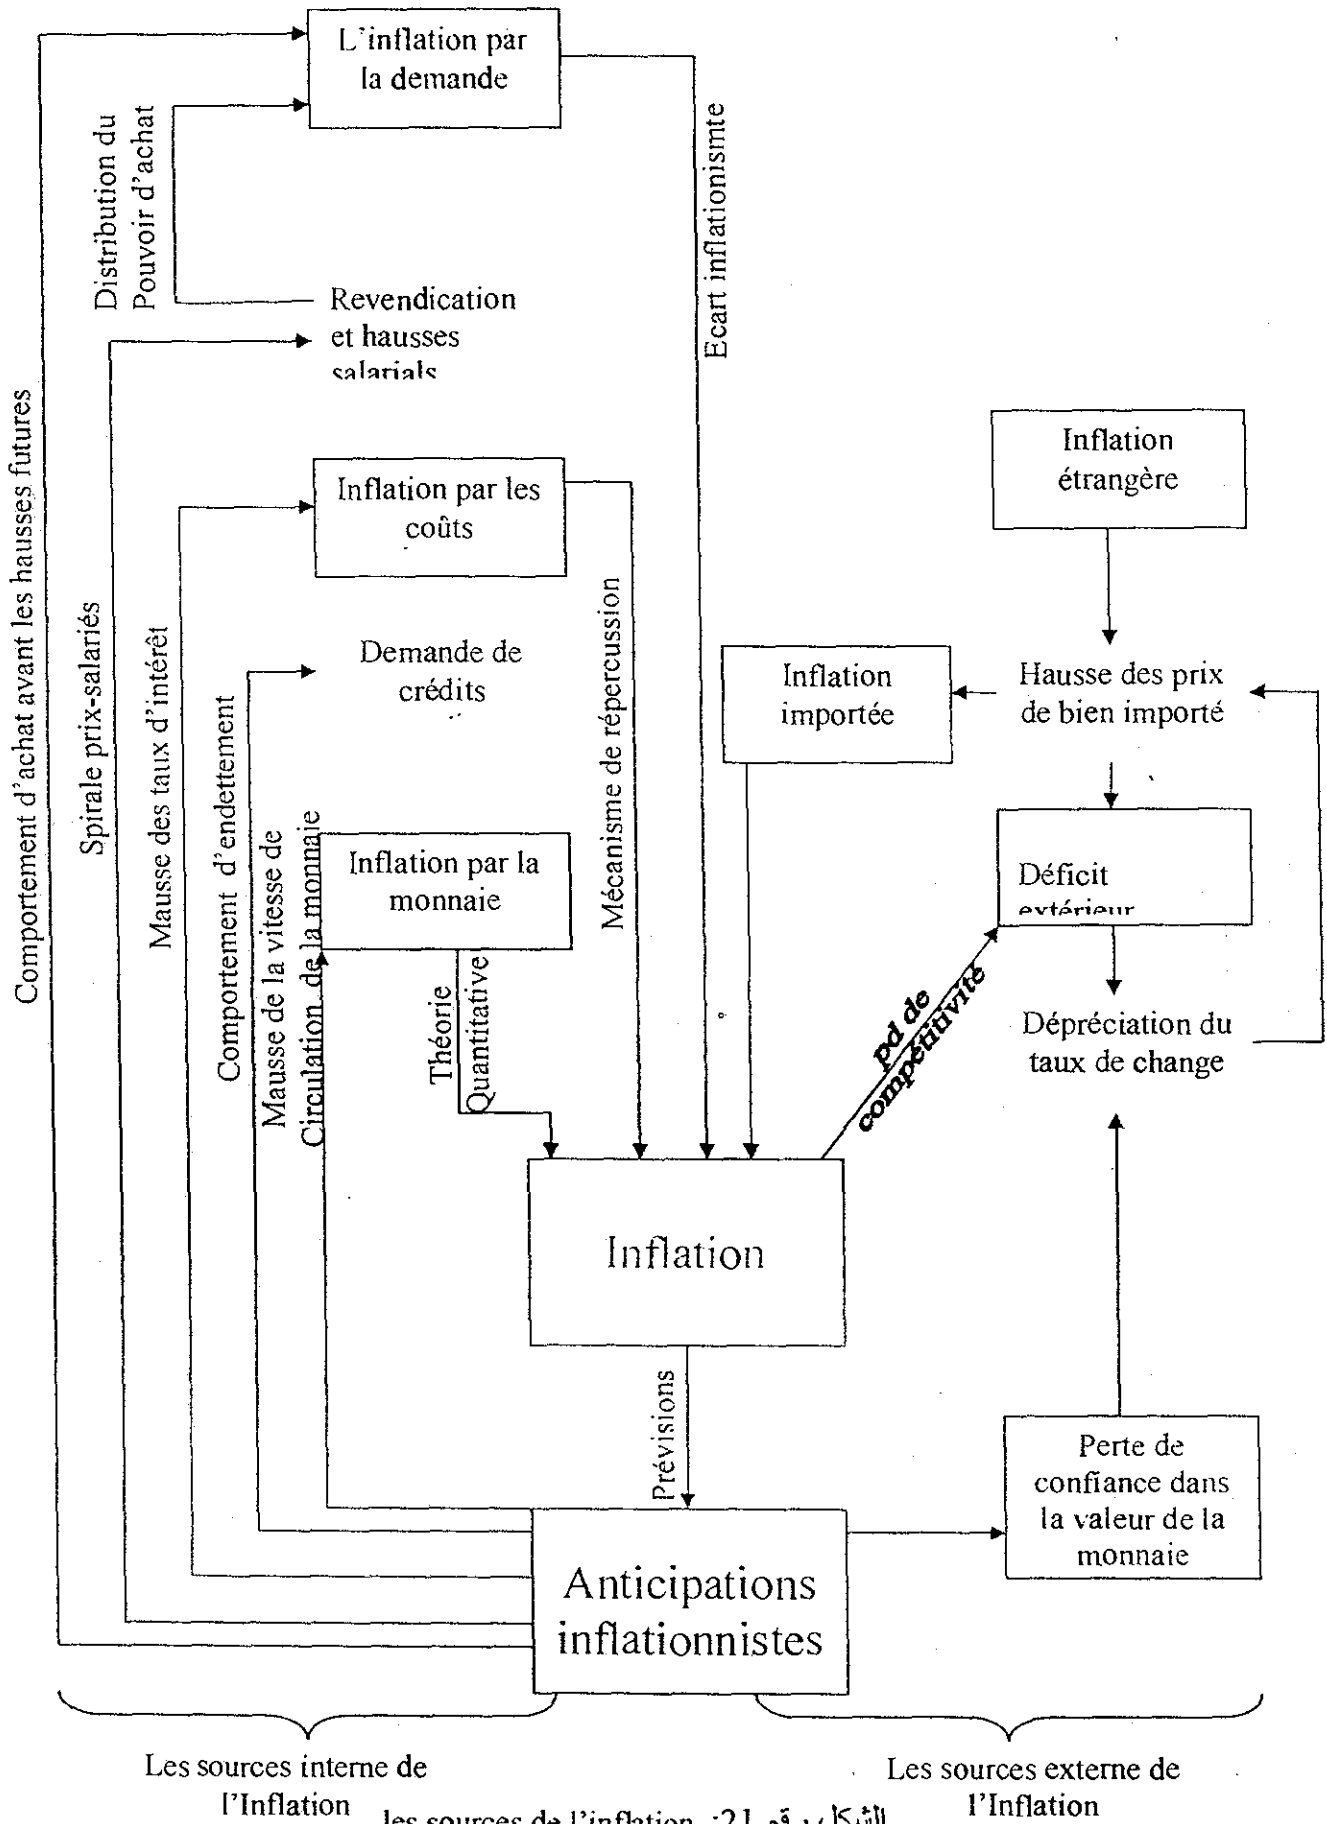 L'inflation par
la demande
Distribution du
Pouvoir d'achat
Ecart inflationismte
Revendication
et hausses
salarials
Comportement d'achat avant les hausses futures
Spirale prix-salariés
Mausse des taux d'intérêt
Comportement d'endettement
Mausse de la vitesse de
Circulation de la monnaie
Inflation par les
coûts
Mécanisme de répercussion
Demande de
crédits
Inflation par la
monnaie
Théorie
Quantitative
Inflation
étrangère
Inflation
importée
Hausse des prix
de bien importé
Déficit
extérieur
pd de
compétitivité
Dépréciation du
taux de change
Inflation
Prévisions
Anticipations
inflationnistes
Perte de
confiance dans
la valeur de la
monnaie
Les sources interne de
l'Inflation
Les sources externe de
l'Inflation
الشكل رقم 21: les sources de l'inflation